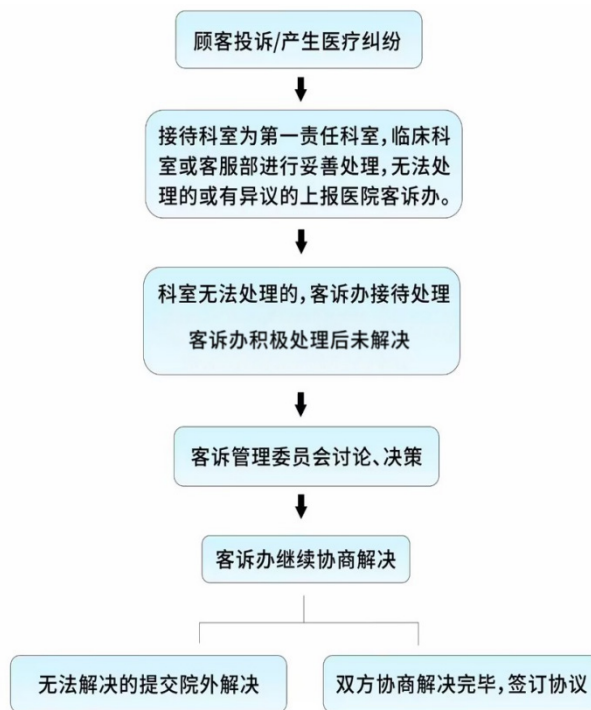 顾客投诉/产生医疗纠纷
接待科室为第一责任科室,临床科
室或客服部进行妥善处理,无法处
理的或有异议的上报医院客诉办。
科室无法处理的,客诉办接待处理
客诉办积极处理后未解决
客诉管理委员会讨论、决策
客诉办继续协商解决
无法解决的提交院外解决
双方协商解决完毕,签订协议